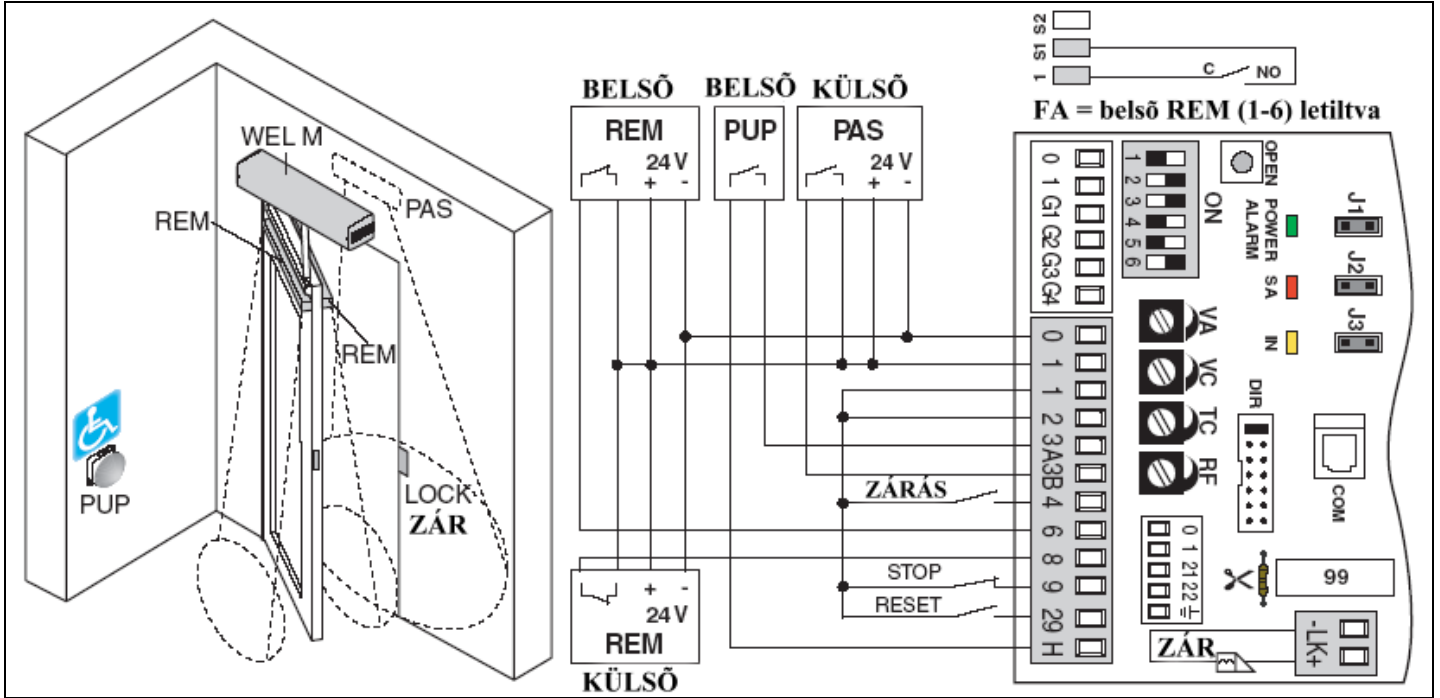 WEL M
PAS
REM
REM
PUP
LOCK
ZÁR
BELSÕ
BELSÕ
KÜLSÕ
REM
24 V
+ -
PUP
PAS
24 V
+ -
ZÁRÁS
STOP
RESET
+ -
24 V
REM
KÜLSÕ
S2
S1
1
C
NO
FA = belsõ REM (1-6) letiltva
0
1
G1
G2
G3
G4
0
1
1
2
3A
3B
4
6
8
9
29
H
1
2
3
4
5
6
ON
OPEN
POWER
ALARM
SA
IN
J1
J2
J3
VA
VC
TC
RF
DIR
COM
0
1
21
22
99
ZÁR
-LK+